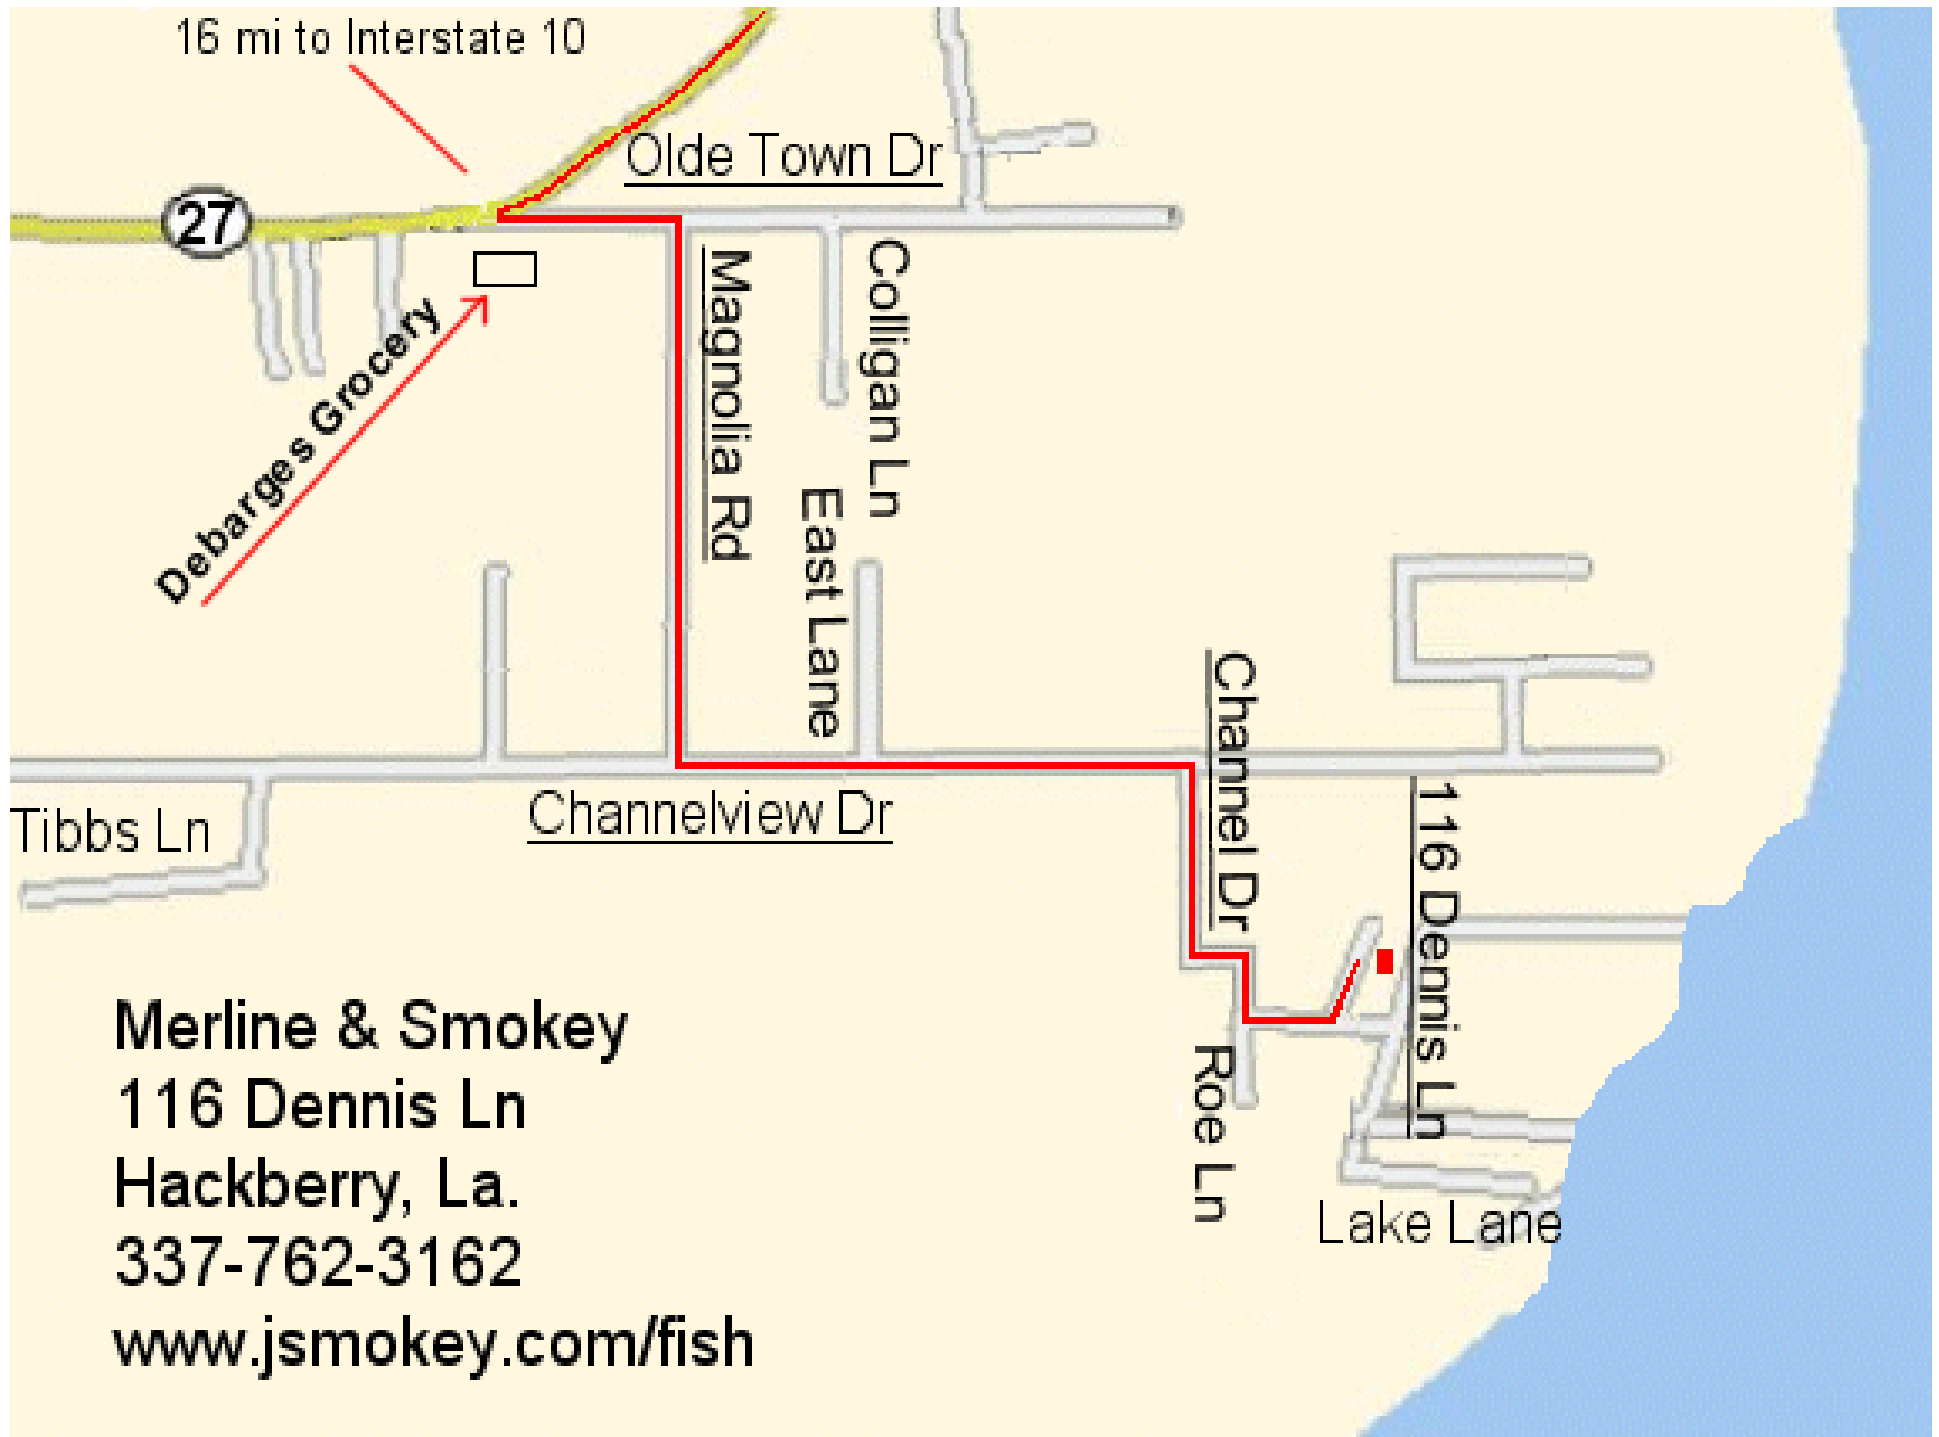 16 mi to Interstate 10
Olde Town Dr
27
Magnolia Rd
Colligan Ln
Debarges Grocery
East Lane
Channel Dr
Tibbs Ln
Channelview Dr
116 Dennis Ln
Roe Ln
Lake Lane
Merline & Smokey
116 Dennis Ln
Hackberry, La.
337-762-3162
www.jsmokey.com/fish